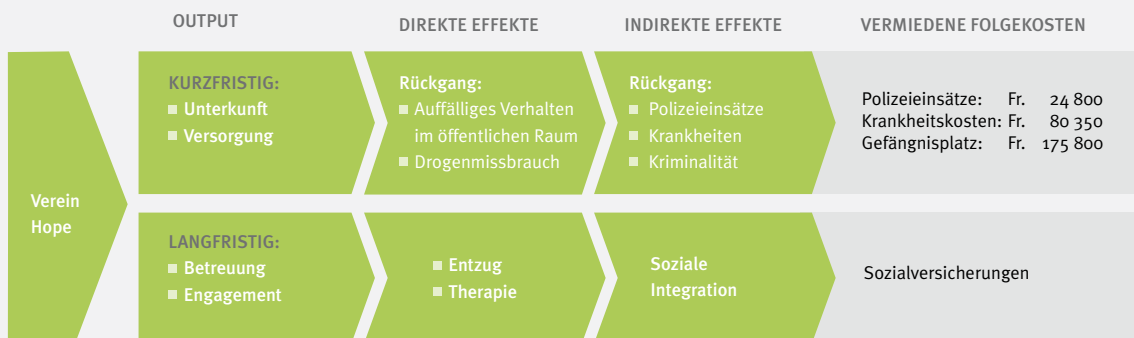 OUTPUT
DIREKTE EFFEKTE
INDIREKTE EFFEKTE
VERMIEDENE FOLGEKOSTEN
Verein
Hope
KURZFRISTIG:
Unterkunft
Versorgung
Rückgang:
Auffälliges Verhalten
im öffentlichen Raum
Drogenmissbrauch
Rückgang:
Polizeieinsätze
Krankheiten
Kriminalität
Polizeieinsätze: Fr. 24 800
Krankheitskosten: Fr. 80 350
Gefängnisplatz: Fr. 175 800
LANGFRISTIG:
Betreuung
Engagement
Entzug
Therapie
Soziale
Integration
Sozialversicherungen